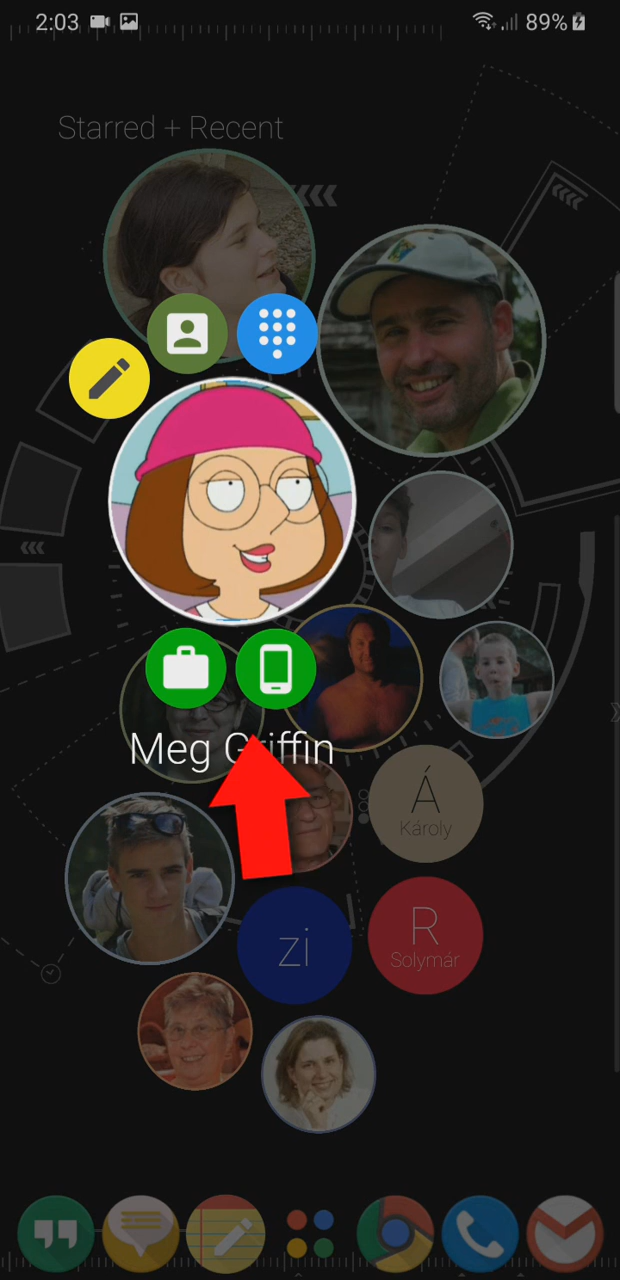 2:03
89%
Starred + Recent
Meg Griffin
Á
Károly
zi
R
Solymár